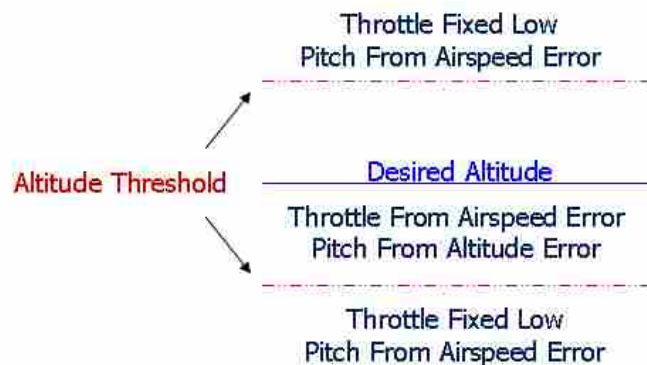 Throttle Fixed Low
Pitch From Airspeed Error
Altitude Threshold
Desired Altitude
Throttle From Airspeed Error
Pitch From Altitude Error
Throttle Fixed Low
Pitch From Airspeed Error